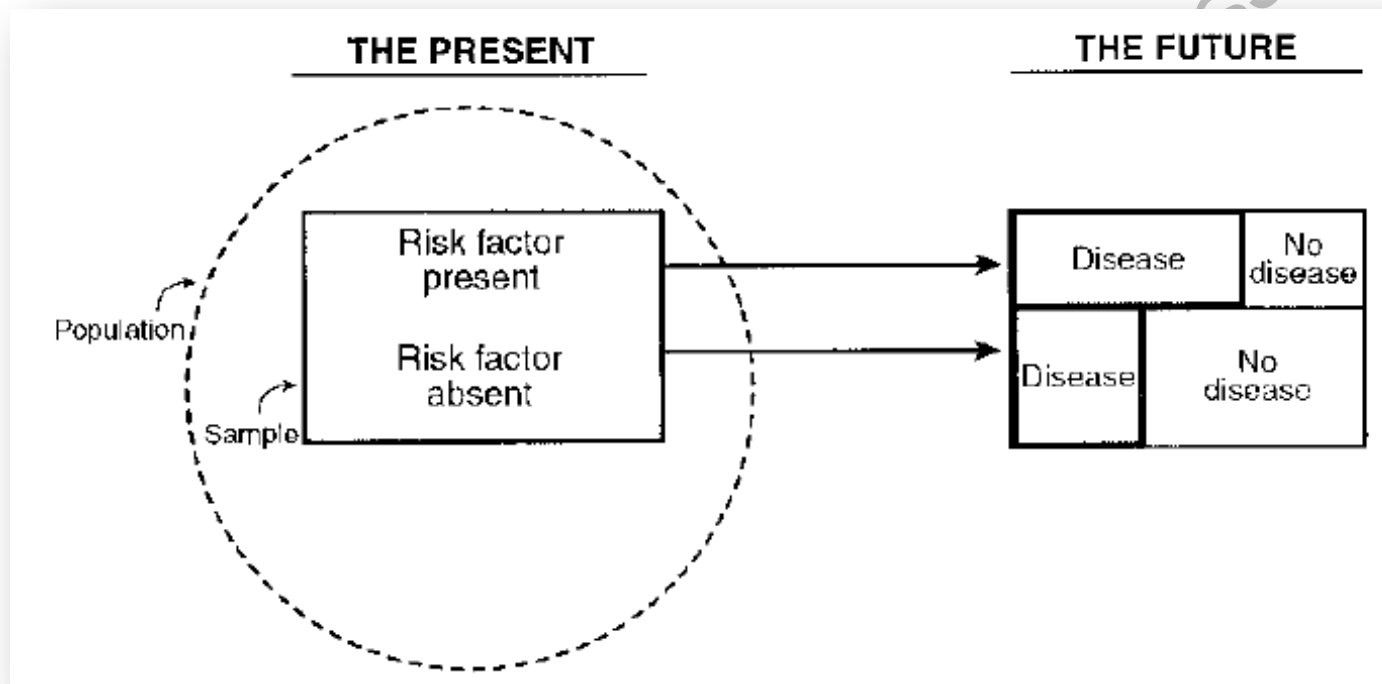 THE PRESENT
THE FUTURE
Risk factor
present
Risk factor
absent
Population
Sample
Disease
No
disease
Disease
No
disease